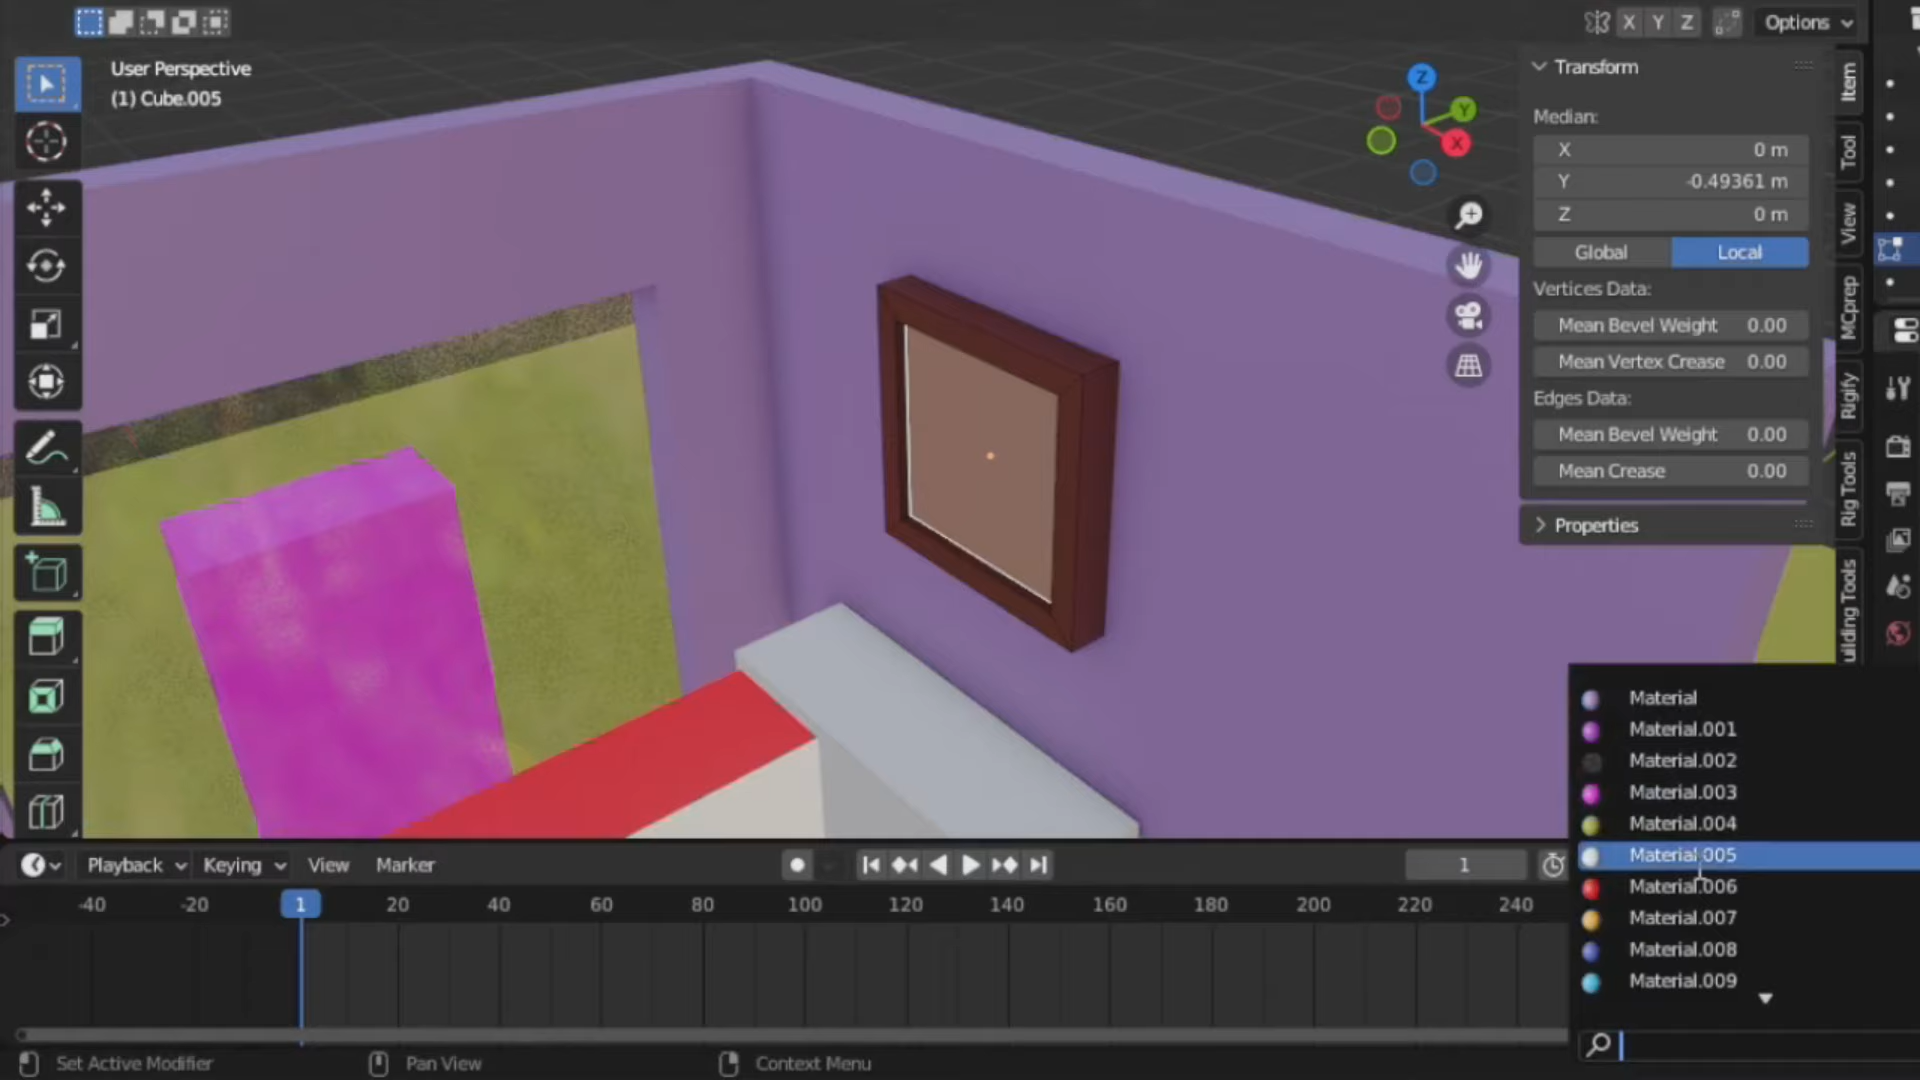 X Y Z Options
User Perspective
(1) Cube.005
Z
Y
X
Transform
Median:
X 0 m
Y -0.49361 m
Z 0 m
Global Local
Vertices Data:
Mean Bevel Weight 0.00
Mean Vertex Crease 0.00
Edges Data:
Mean Bevel Weight 0.00
Mean Crease 0.00
Properties
Item
Tool
View
MCprep
Rigify
Rig Tools
uilding Tools
Material
Material.001
Material.002
Material.003
Material.004
Material.005
Material.006
Material.007
Material.008
Material.009
Playback Keying View Marker 1
-40 -20 1 20 40 60 80 100 120 140 160 180 200 220 240
Set Active Modifier Pan View Context Menu